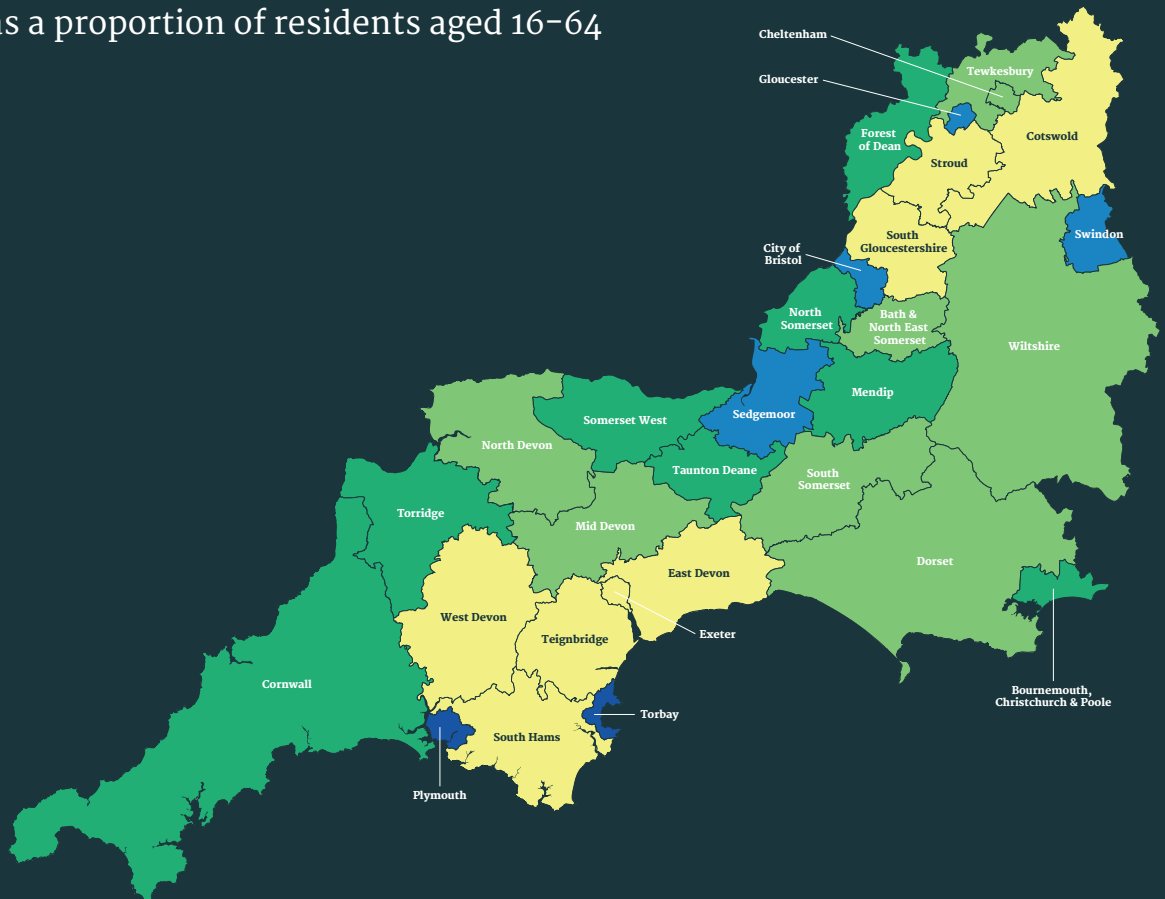 as a proportion of residents aged 16-64
Cheltenham
Tewkesbury
Gloucester
Cotswold
Forest
of Dean
Stroud
South
Gloucestershire
Swindon
City of
Bristol
North
Somerset
Bath &
North East
Somerset
Wiltshire
Mendip
Sedgemoor
Somerset West
North Devon
Taunton Deane
South
Somerset
Torridge
Mid Devon
Dorset
East Devon
West Devon
Exeter
Teignbridge
Cornwall
Bournemouth,
Christchurch & Poole
Torbay
South Hams
Plymouth